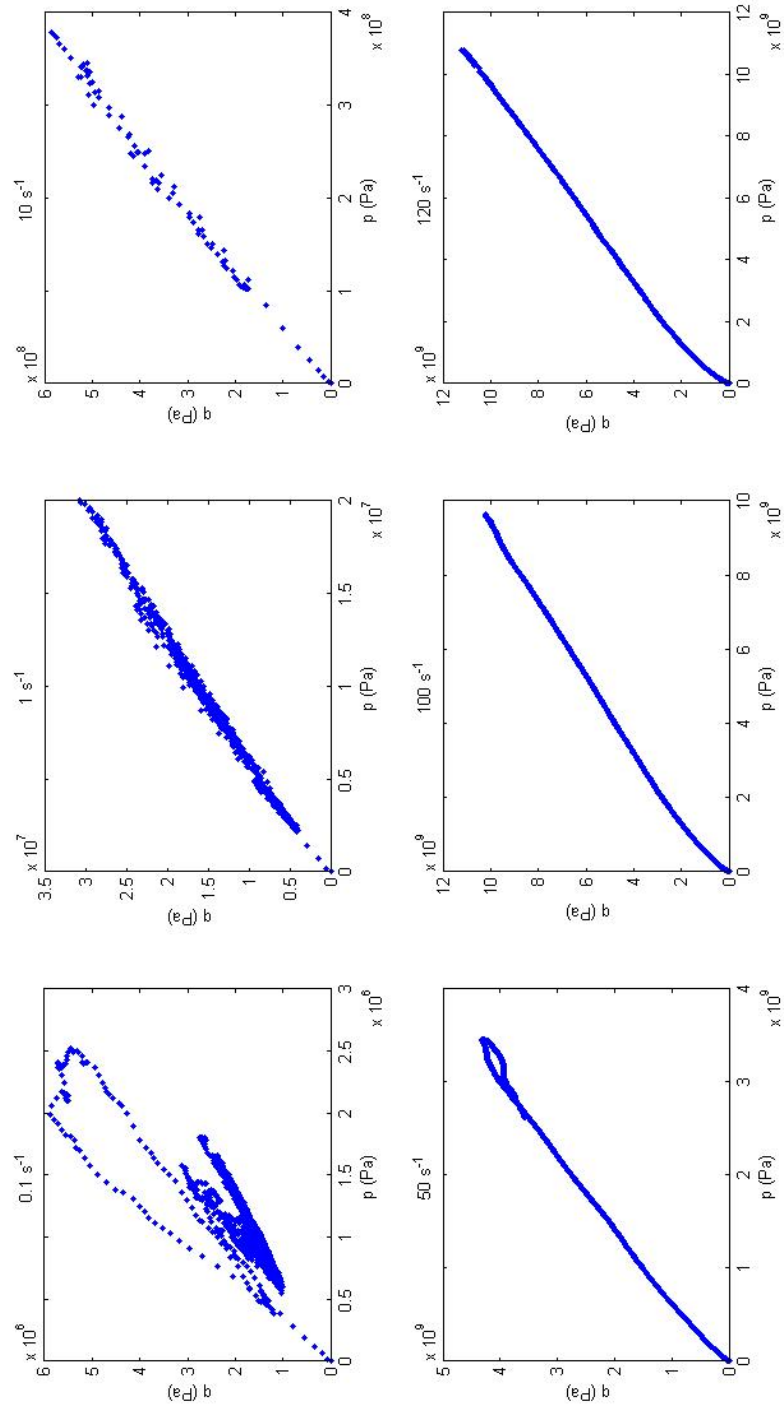 x 10⁶
0.1 s⁻¹
6
5
4
3
2
1
0
q (Pa)
0 0.5 1 1.5 2 2.5 3
p (Pa)
x 10⁶
x 10⁷
1 s⁻¹
3.5
3
2.5
2
1.5
1
0.5
0
q (Pa)
0 0.5 1 1.5 2
p (Pa)
x 10⁷
x 10⁸
10 s⁻¹
6
5
4
3
2
1
0
q (Pa)
0 1 2 3 4
p (Pa)
x 10⁸
x 10⁹
50 s⁻¹
5
4
3
2
1
0
q (Pa)
0 1 2 3 4
p (Pa)
x 10⁹
x 10⁹
100 s⁻¹
12
10
8
6
4
2
0
q (Pa)
0 2 4 6 8 10
p (Pa)
x 10⁹
x 10⁹
120 s⁻¹
12
10
8
6
4
2
0
q (Pa)
0 2 4 6 8 10 12
p (Pa)
x 10⁹